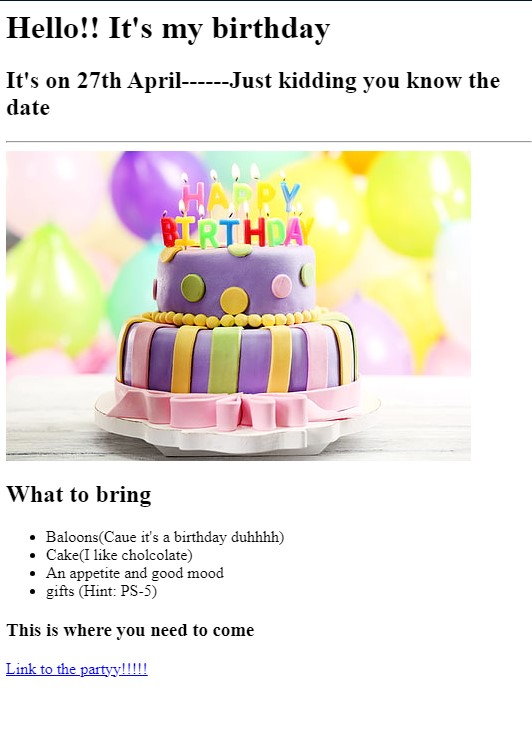 Hello!! It's my birthday
It's on 27th April------Just kidding you know the
date
HAPPY
BIRTHDAY
What to bring
Baloons(Caue it's a birthday duhhhh)
Cake(I like cholcolate)
An appetite and good mood
gifts (Hint: PS-5)
This is where you need to come
Link to the partyy!!!!!